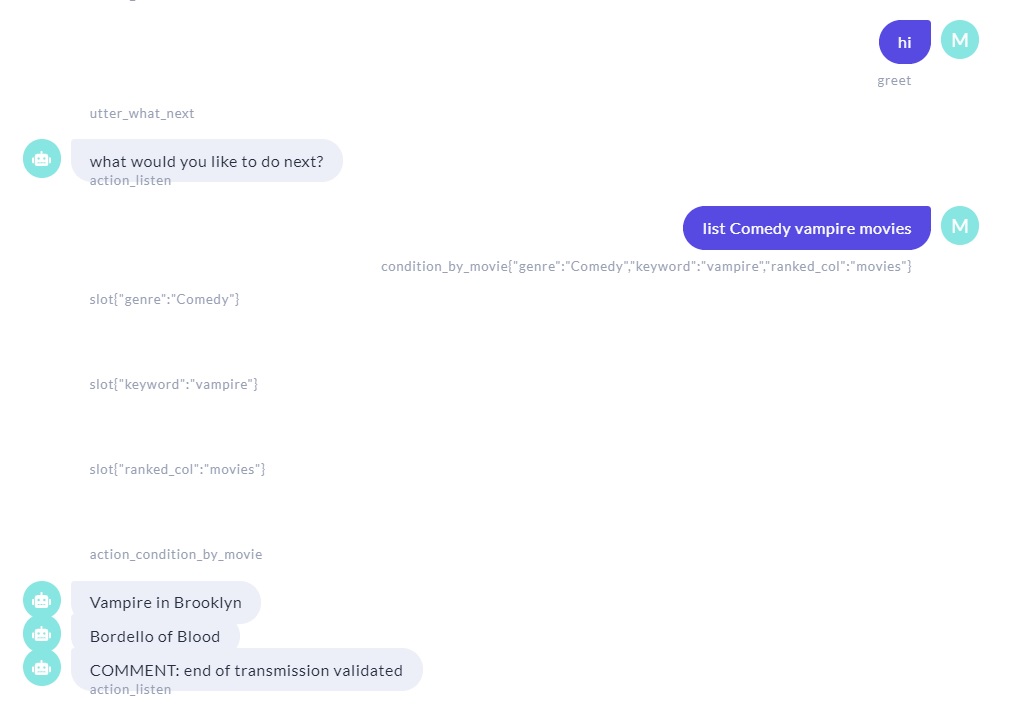 hi
M
greet
utter_what_next
what would you like to do next?
action_listen
list Comedy vampire movies
M
condition_by_movie{"genre":"Comedy","keyword":"vampire","ranked_col":"movies"}
slot{"genre":"Comedy"}
slot{"keyword":"vampire"}
slot{"ranked_col":"movies"}
action_condition_by_movie
Vampire in Brooklyn
Bordello of Blood
COMMENT: end of transmission validated
action_listen